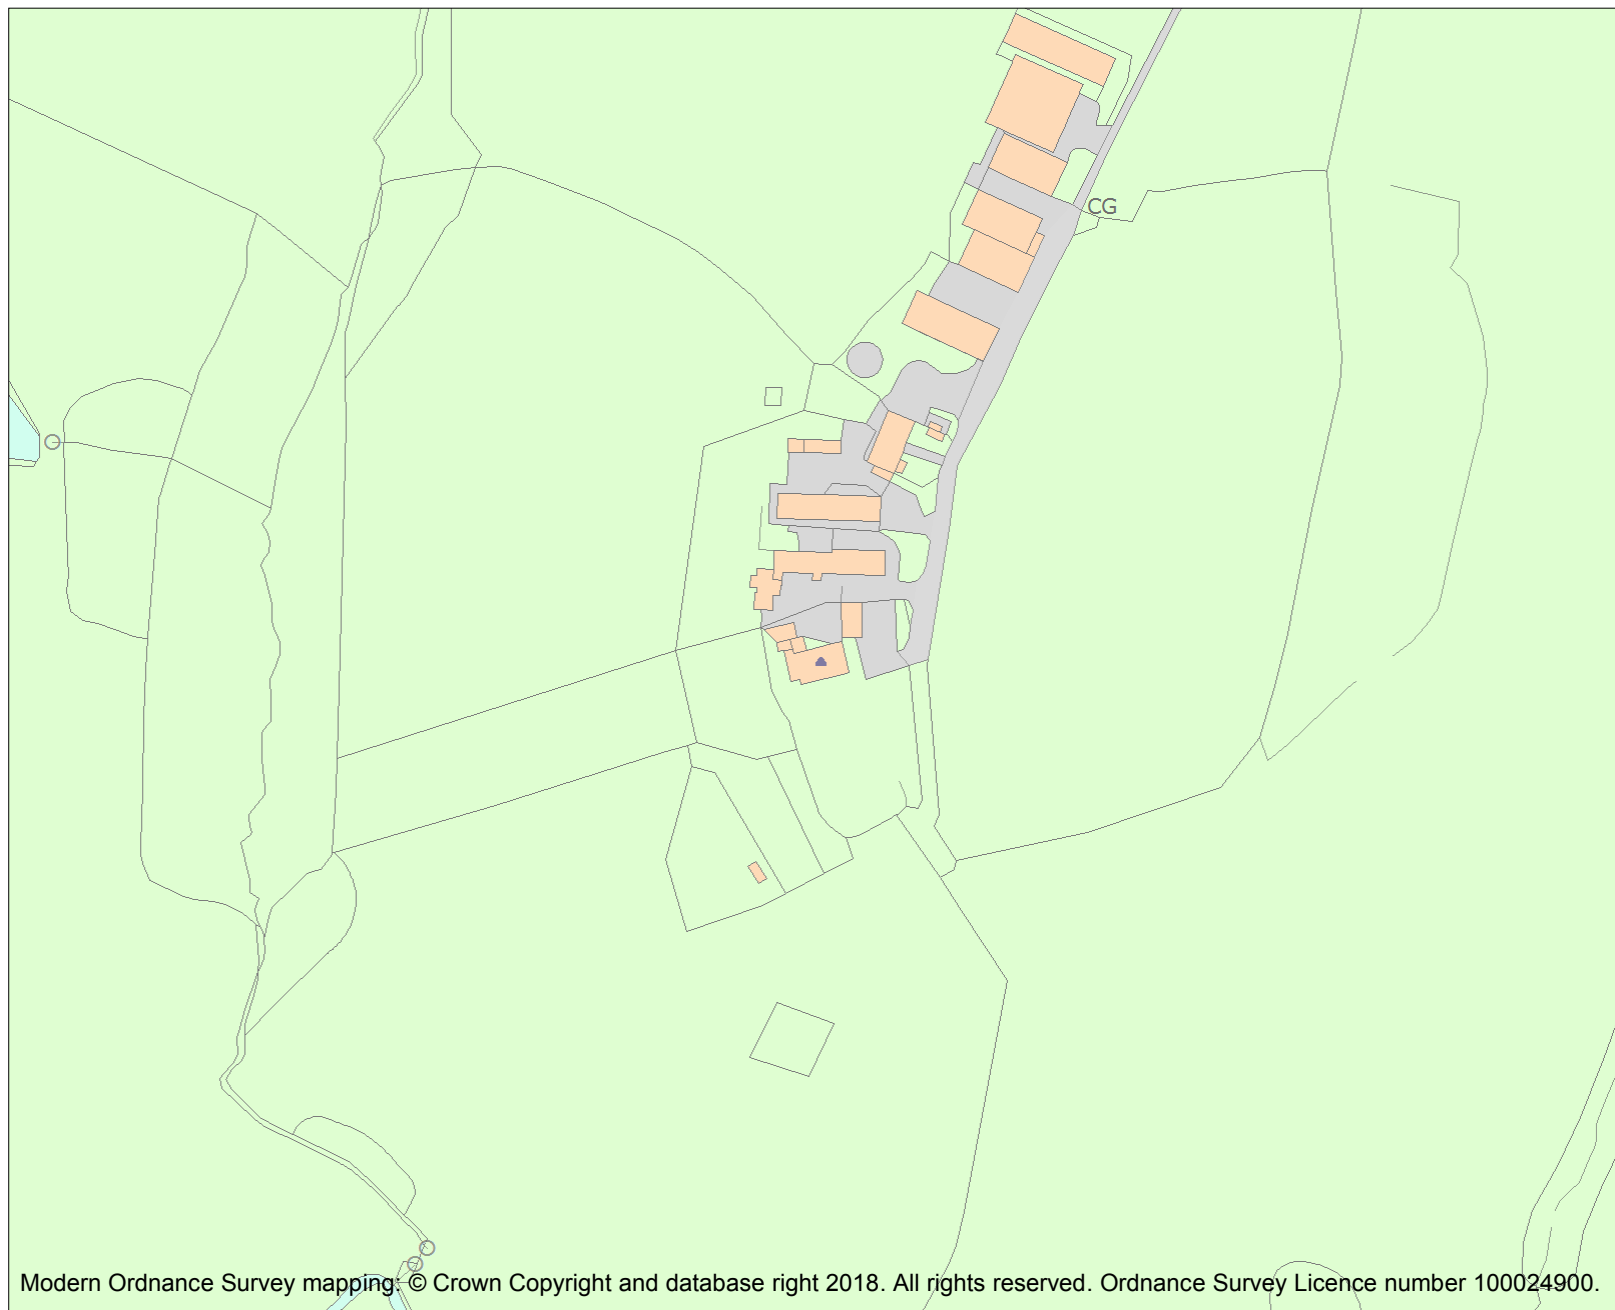 CG
Modern Ordnance Survey mapping: © Crown Copyright and database right 2018. All rights reserved. Ordnance Survey Licence number 100024900.